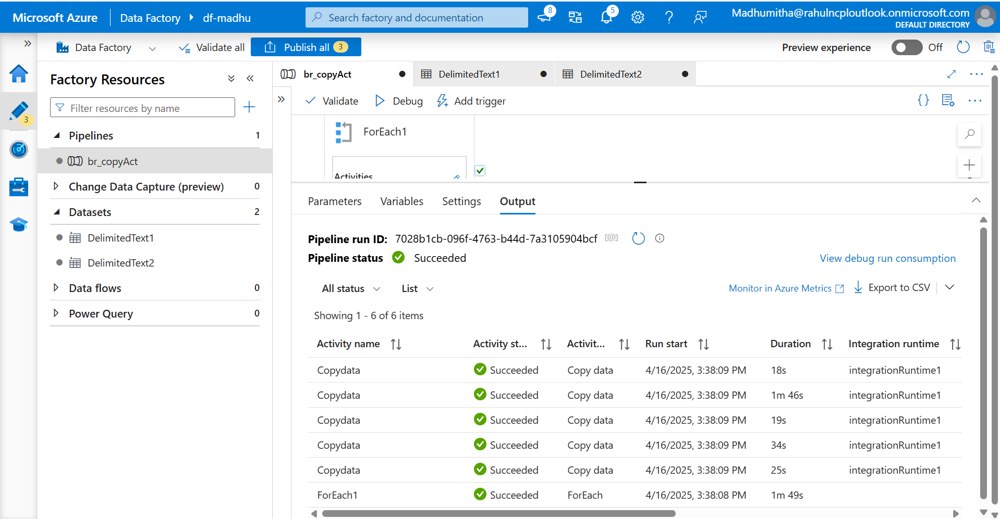 Microsoft Azure Data Factory df-madhu Search factory and documentation 8 5 Madhumitha@rahulncploutlook.onmicrosoft.com
DEFAULT DIRECTORY
Data Factory Validate all Publish all 3 Preview experience Off
Factory Resources
Filter resources by name
3
Pipelines 1
br_copyAct
Change Data Capture (preview) 0
Datasets 2
DelimitedText1
DelimitedText2
Data flows 0
Power Query 0
br_copyAct DelimitedText1 DelimitedText2
Validate Debug Add trigger {}
ForEach1
Activities
Parameters Variables Settings Output
Pipeline run ID: 7028b1cb-096f-4763-b44d-7a3105904bcf [@]
Pipeline status Succeeded View debug run consumption
All status List Monitor in Azure Metrics Export to CSV
Showing 1 - 6 of 6 items
Activity name Activity st... Activit... Run start Duration Integration runtime
Copydata Succeeded Copy data 4/16/2025, 3:38:09 PM 18s integrationRuntime1
Copydata Succeeded Copy data 4/16/2025, 3:38:09 PM 1m 46s integrationRuntime1
Copydata Succeeded Copy data 4/16/2025, 3:38:09 PM 19s integrationRuntime1
Copydata Succeeded Copy data 4/16/2025, 3:38:09 PM 34s integrationRuntime1
Copydata Succeeded Copy data 4/16/2025, 3:38:09 PM 25s integrationRuntime1
ForEach1 Succeeded ForEach 4/16/2025, 3:38:08 PM 1m 49s